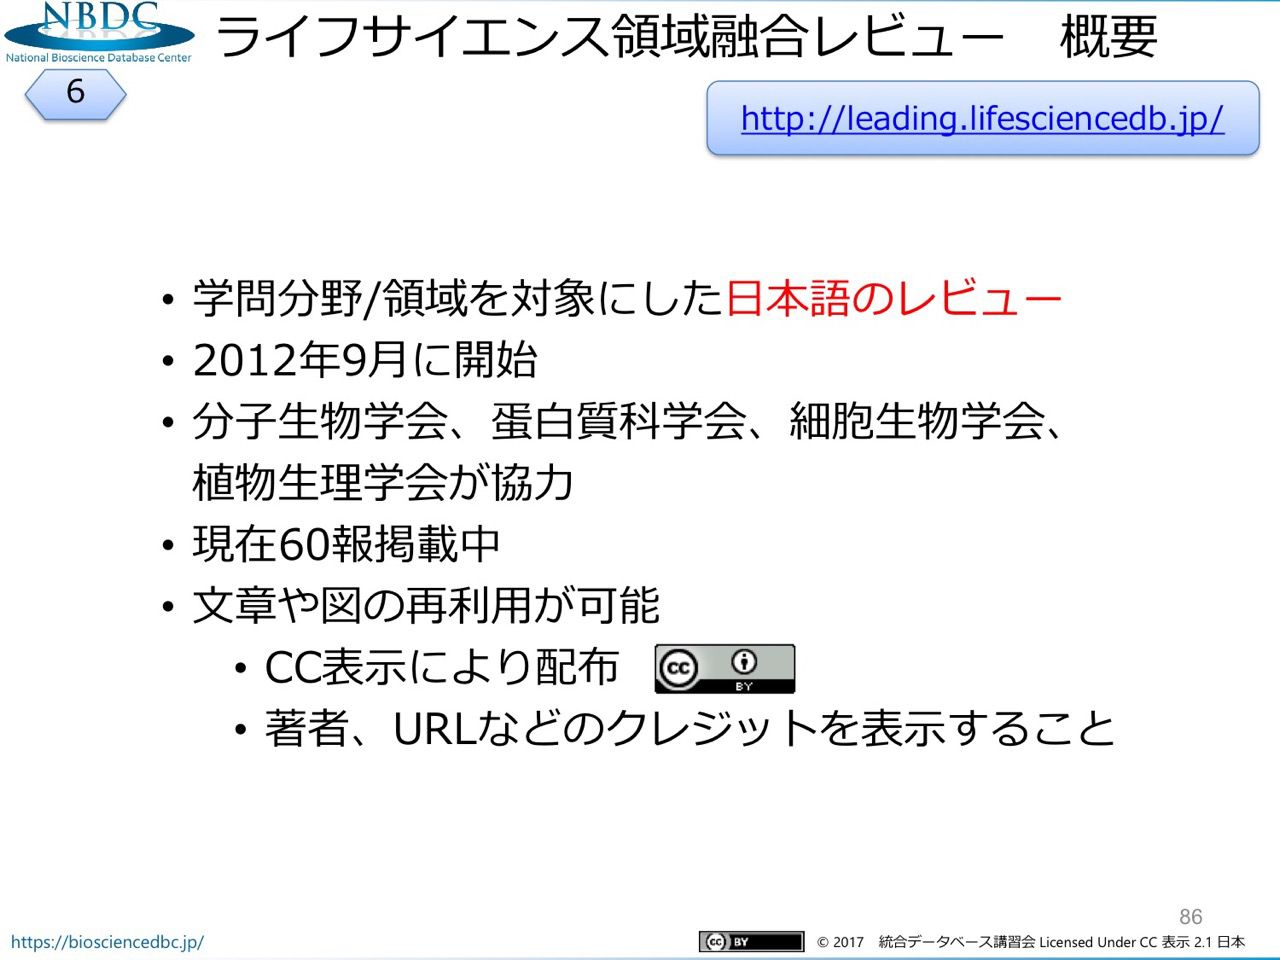 NBDC
National Bioscience Database Center
ライフサイエンス領域融合レビュー　概要
6
http://leading.lifesciencedb.jp/
• 学問分野/領域を対象にした日本語のレビュー
• 2012年9月に開始
• 分子生物学会、蛋白質科学会、細胞生物学会、
植物生理学会が協力
• 現在60報掲載中
• 文章や図の再利用が可能
• CC表示により配布
cc BY
• 著者、URLなどのクレジットを表示すること
86
https://biosciencedbc.jp/
cc BY
© 2017　統合データベース講習会 Licensed Under CC 表示 2.1 日本